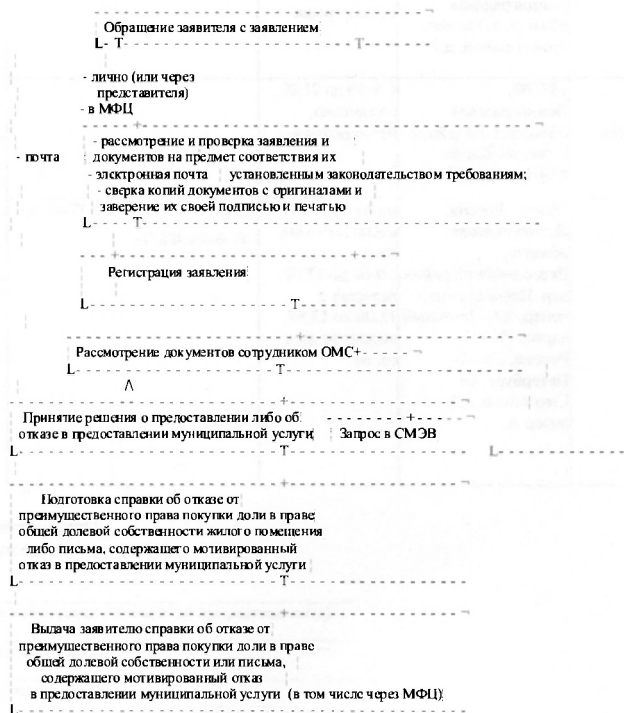 Обращение заявителя с заявлением
- лично (или через
представителя)
- в МФЦ
- рассмотрение и проверка заявления и
- почта документов на предмет соответствия их
- электронная почта установленным законодательством требованиям;
- сверка копий документов с оригиналами и
заверение их своей подписью и печатью
Регистрация заявления
Рассмотрение документов сотрудником ОМС
Принятие решения о предоставлении либо об
отказе в предоставлении муниципальной услуги Запрос в СМЭВ
Подготовка справки об отказе от
преимущественного права покупки доли в праве
общей долевой собственности жилого помещения
либо письма, содержащего мотивированный
отказ в предоставлении муниципальной услуги
Выдача заявителю справки об отказе от
преимущественного права покупки доли в праве
общей долевой собственности или письма,
содержащего мотивированный отказ
в предоставлении муниципальной услуги (в том числе через МФЦ)